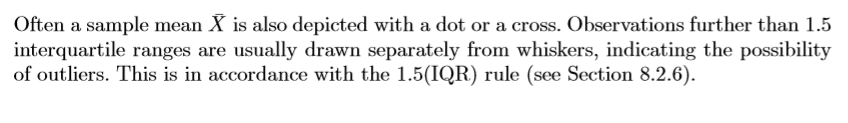 Often a sample mean X̄ is also depicted with a dot or a cross. Observations further than 1.5
interquartile ranges are usually drawn separately from whiskers, indicating the possibility
of outliers. This is in accordance with the 1.5(IQR) rule (see Section 8.2.6).